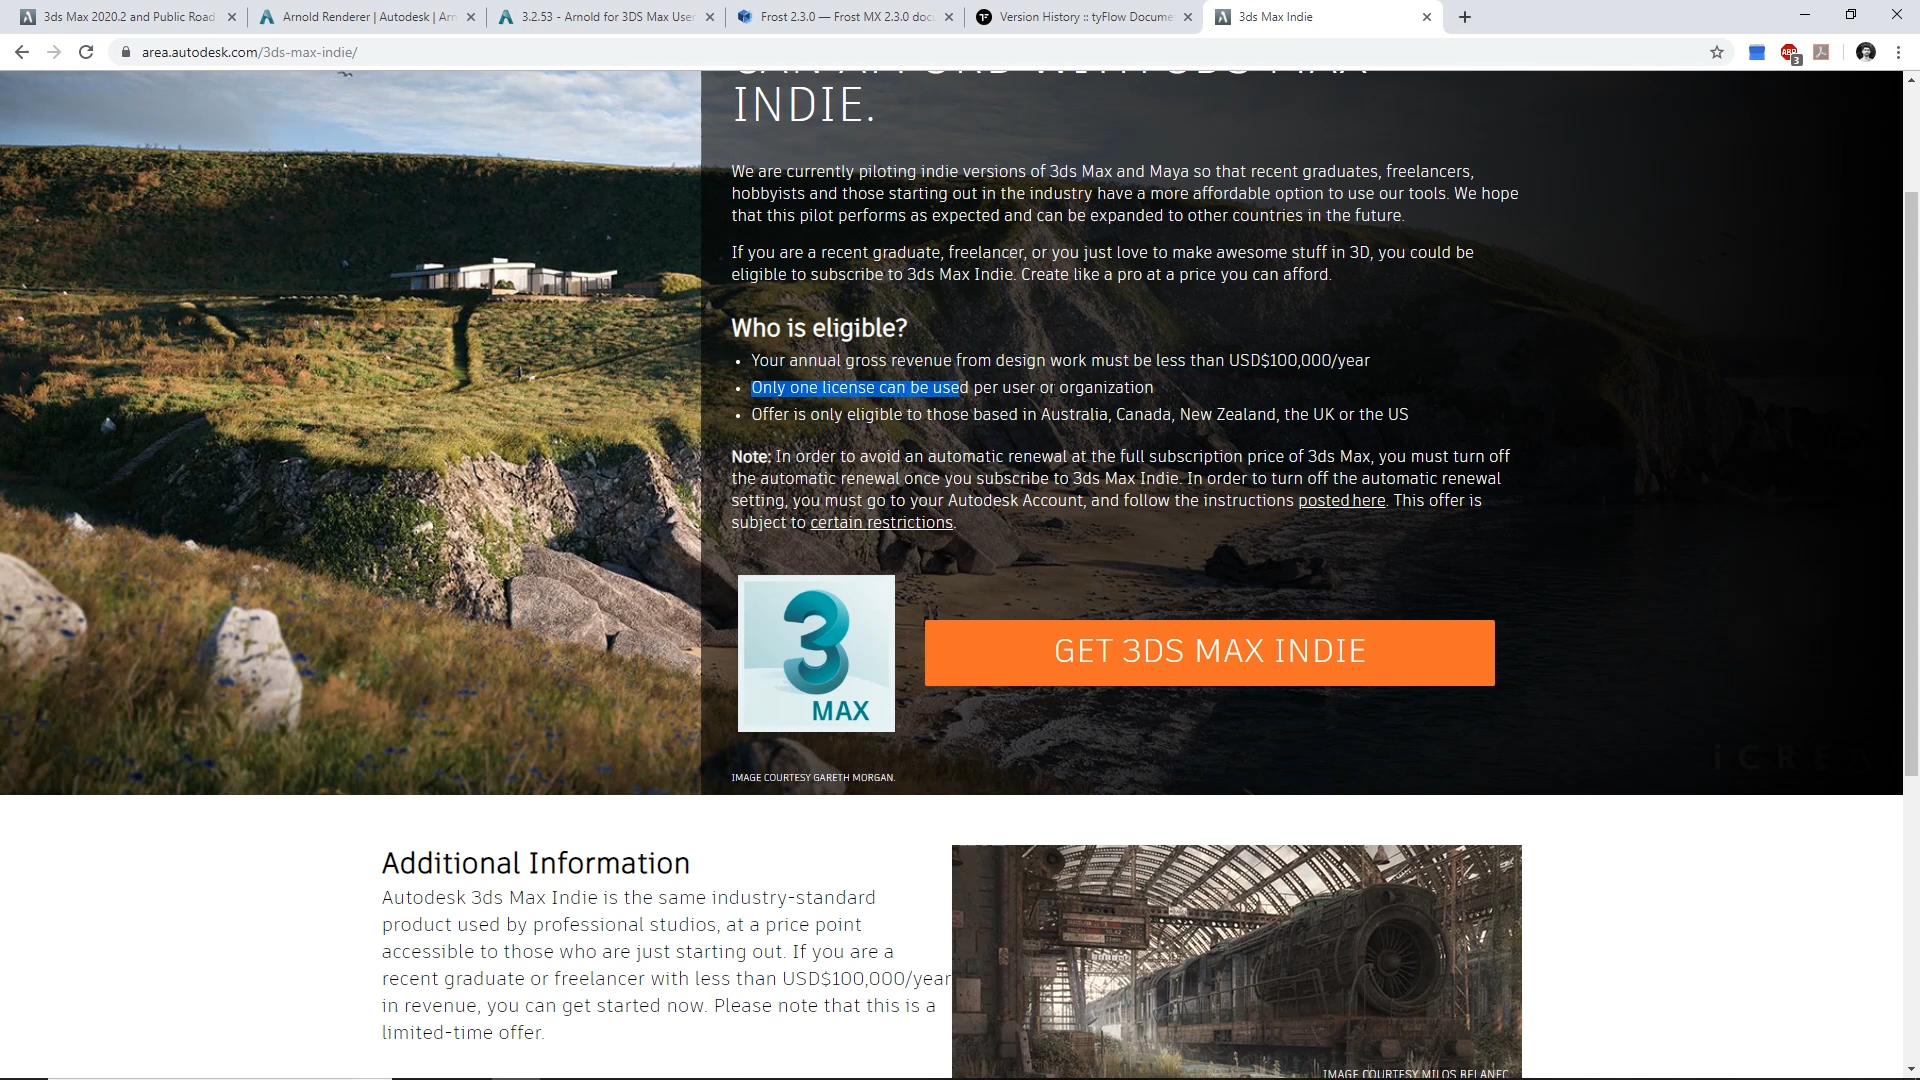 3ds Max 2020.2 and Public Road
Arnold Renderer | Autodesk | Arn
3.2.53 - Arnold for 3DS Max User
Frost 2.3.0 — Frost MX 2.3.0 doc
Version History :: tyFlow Docume
3ds Max Indie
area.autodesk.com/3ds-max-indie/
ABP
3
CAN AFFORD WITH 3DS MAX
INDIE.
We are currently piloting indie versions of 3ds Max and Maya so that recent graduates, freelancers,
hobbyists and those starting out in the industry have a more affordable option to use our tools. We hope
that this pilot performs as expected and can be expanded to other countries in the future.
If you are a recent graduate, freelancer, or you just love to make awesome stuff in 3D, you could be
eligible to subscribe to 3ds Max Indie. Create like a pro at a price you can afford.
Who is eligible?
• Your annual gross revenue from design work must be less than USD$100,000/year
• Only one license can be used per user or organization
• Offer is only eligible to those based in Australia, Canada, New Zealand, the UK or the US
Note: In order to avoid an automatic renewal at the full subscription price of 3ds Max, you must turn off
the automatic renewal once you subscribe to 3ds Max Indie. In order to turn off the automatic renewal
setting, you must go to your Autodesk Account, and follow the instructions posted here. This offer is
subject to certain restrictions.
3
MAX
GET 3DS MAX INDIE
iCREA
IMAGE COURTESY GARETH MORGAN.
Additional Information
Autodesk 3ds Max Indie is the same industry-standard
product used by professional studios, at a price point
accessible to those who are just starting out. If you are a
recent graduate or freelancer with less than USD$100,000/year
in revenue, you can get started now. Please note that this is a
limited-time offer.
IMAGE COURTESY MILOS BELANEC